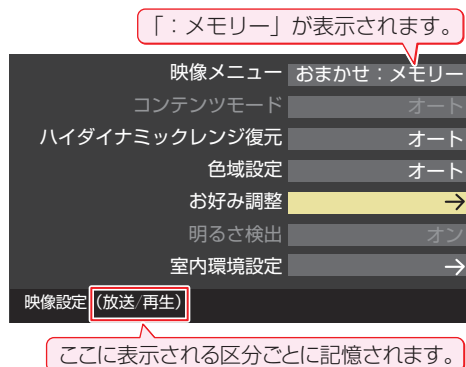 「：メモリー」が表示されます。
映像メニュー おまかせ：メモリー
コンテンツモード オート
ハイダイナミックレンジ復元 オート
色域設定 オート
お好み調整 →
明るさ検出 オン
室内環境設定 →
映像設定 (放送/再生)
ここに表示される区分ごとに記憶されます。